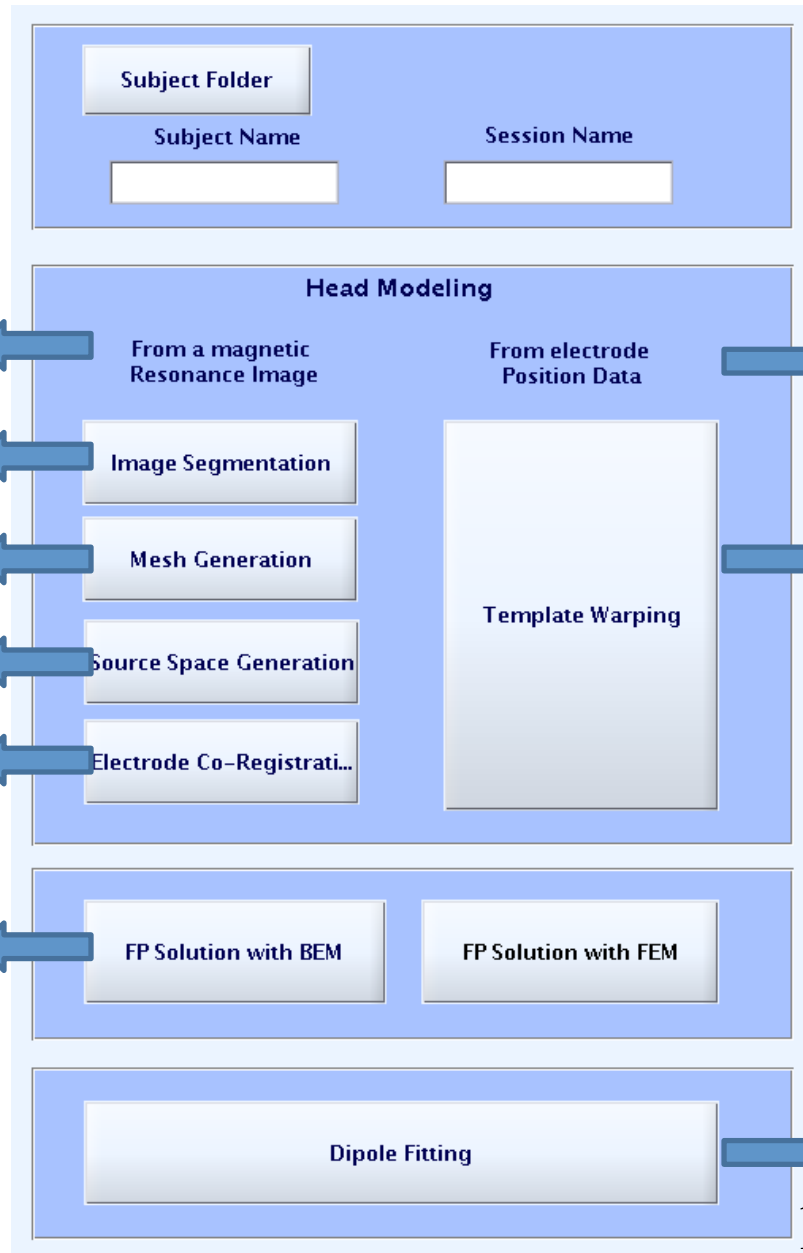 Subject Folder
Subject Name
Session Name
Head Modeling
From a magnetic
Resonance Image
From electrode
Position Data
Image Segmentation
Mesh Generation
Source Space Generation
Electrode Co-Registrati...
Template Warping
FP Solution with BEM
FP Solution with FEM
Dipole Fitting